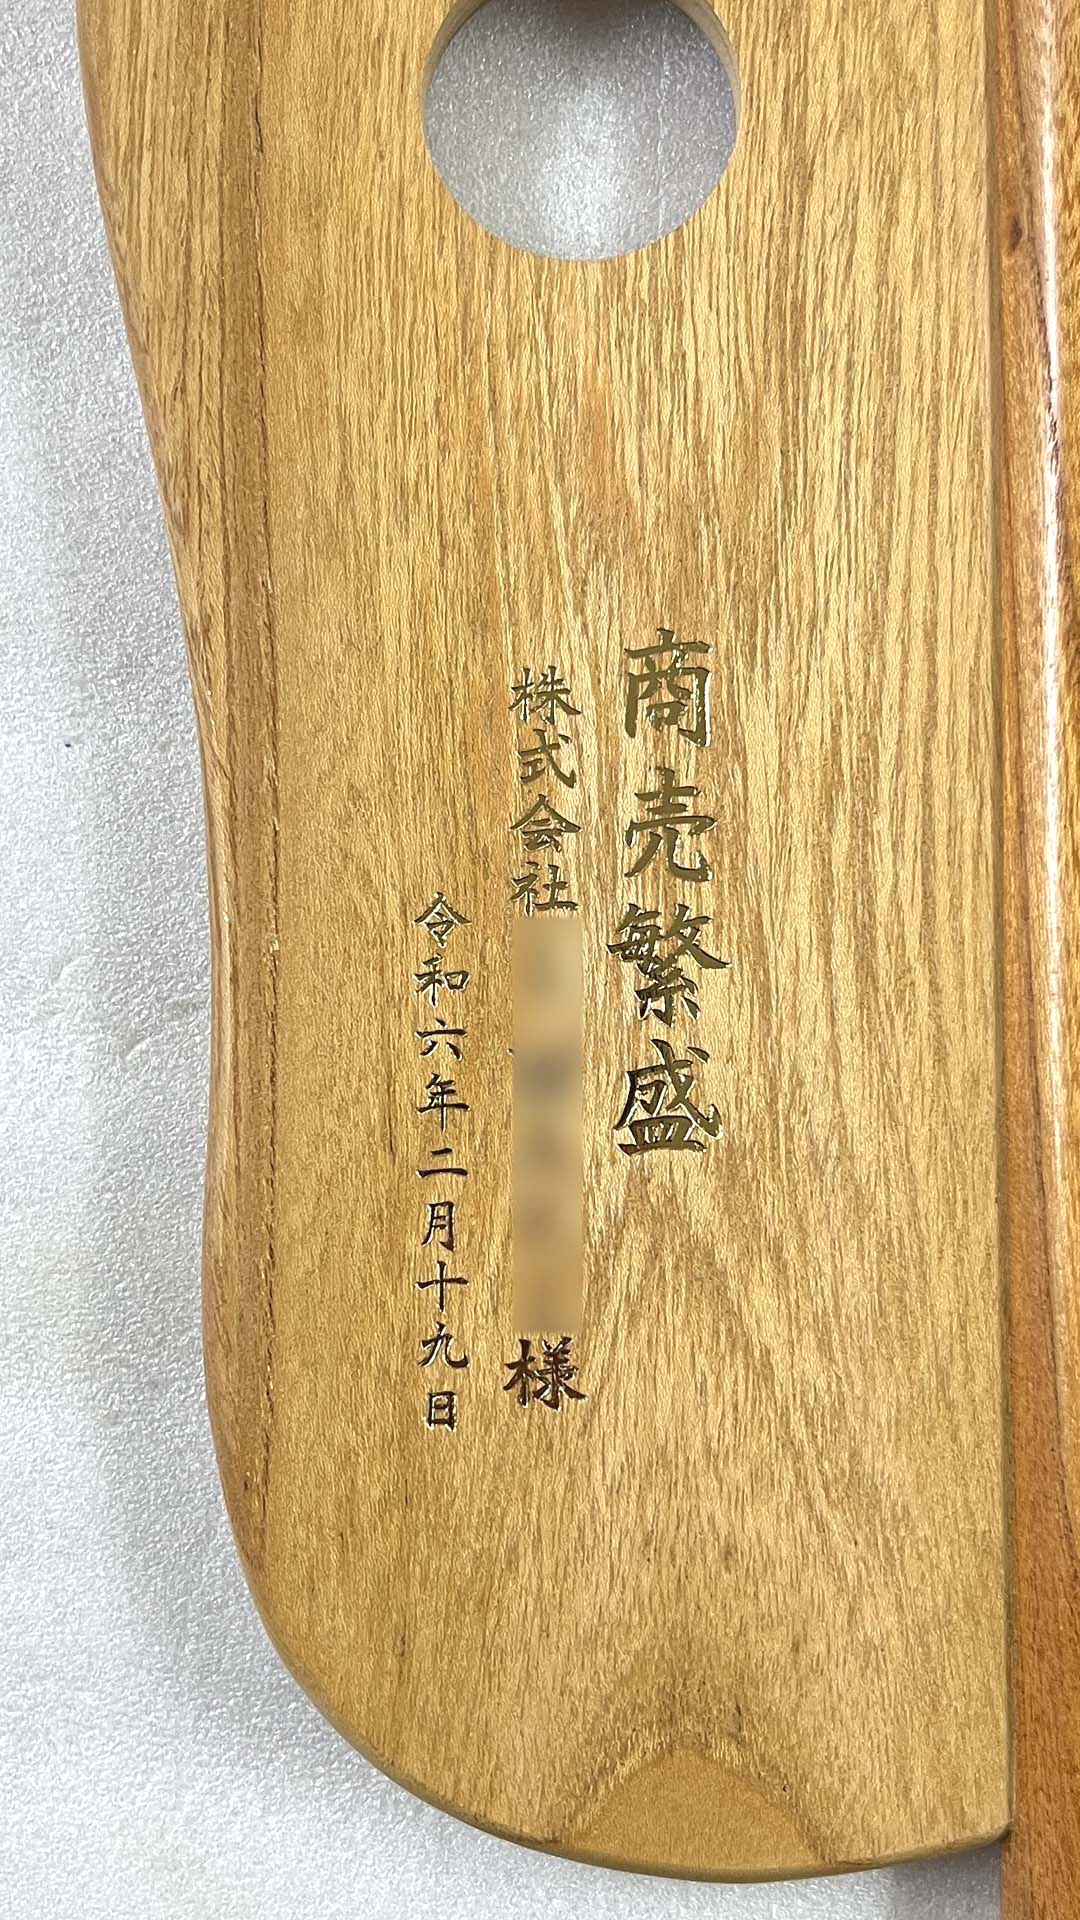 商売繁盛
株式会社
様
令和六年二月十九日